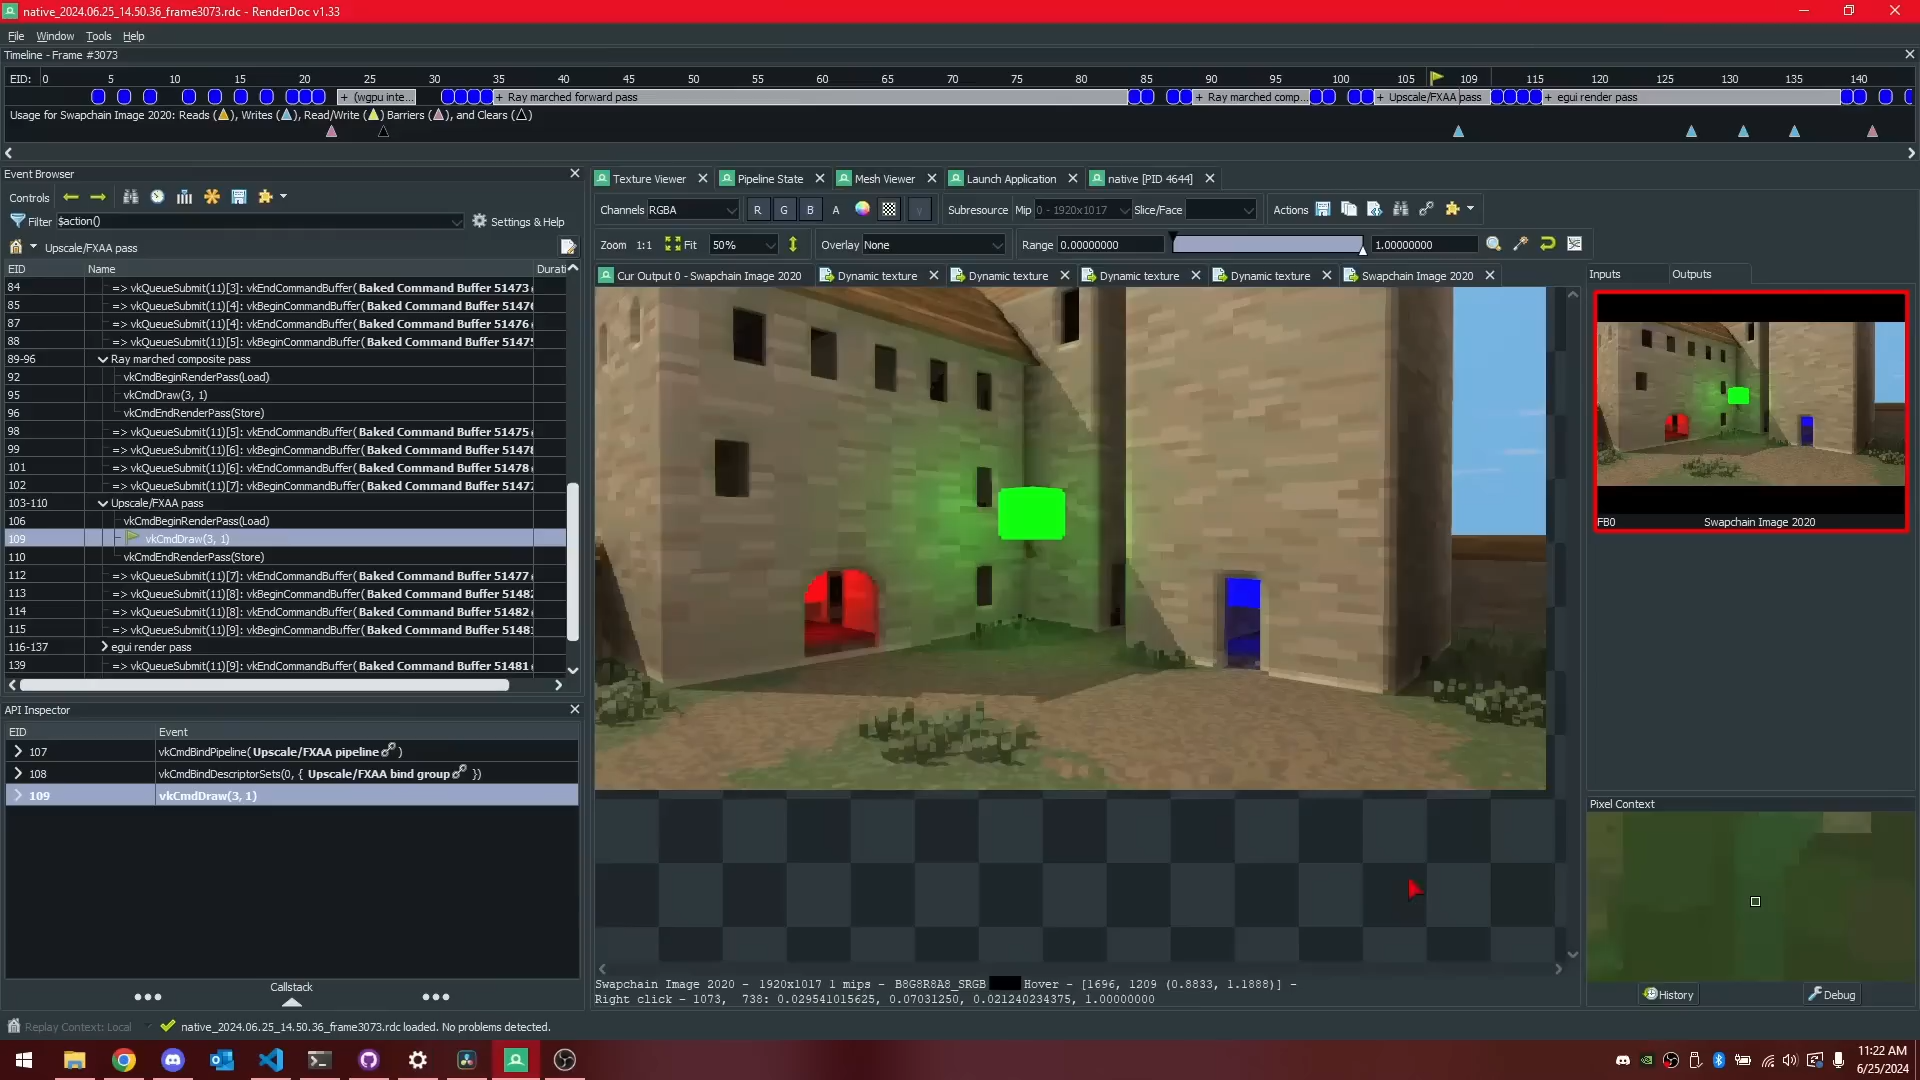 native_2024.06.25_14.50.36_frame3073.rdc - RenderDoc v1.33
File Window Tools Help
Timeline - Frame #3073
EID: 0 5 10 15 20 25 30 35 40 45 50 55 60 65 70 75 80 85 90 95 100 105 109 115 120 125 130 135 140
+ (wgpu inte... + Ray marched forward pass + Ray marched comp... + Upscale/FXAA pass + egui render pass
Usage for Swapchain Image 2020: Reads ( ), Writes ( ), Read/Write ( ) Barriers ( ), and Clears ( )
Event Browser
Controls
Filter $action() Settings & Help
Upscale/FXAA pass
EID Name Durati
84 => vkQueueSubmit(11)[3]: vkEndCommandBuffer(Baked Command Buffer 51473
85 => vkQueueSubmit(11)[4]: vkBeginCommandBuffer(Baked Command Buffer 51476
87 => vkQueueSubmit(11)[4]: vkEndCommandBuffer(Baked Command Buffer 51476
88 => vkQueueSubmit(11)[5]: vkBeginCommandBuffer(Baked Command Buffer 51475
89-96 Ray marched composite pass
92 vkCmdBeginRenderPass(Load)
95 vkCmdDraw(3, 1)
96 vkCmdEndRenderPass(Store)
98 => vkQueueSubmit(11)[5]: vkEndCommandBuffer(Baked Command Buffer 51475
99 => vkQueueSubmit(11)[6]: vkBeginCommandBuffer(Baked Command Buffer 51478
101 => vkQueueSubmit(11)[6]: vkEndCommandBuffer(Baked Command Buffer 51478
102 => vkQueueSubmit(11)[7]: vkBeginCommandBuffer(Baked Command Buffer 51477
103-110 Upscale/FXAA pass
106 vkCmdBeginRenderPass(Load)
109 vkCmdDraw(3, 1)
110 vkCmdEndRenderPass(Store)
112 => vkQueueSubmit(11)[7]: vkEndCommandBuffer(Baked Command Buffer 51477
113 => vkQueueSubmit(11)[8]: vkBeginCommandBuffer(Baked Command Buffer 51482
114 => vkQueueSubmit(11)[8]: vkEndCommandBuffer(Baked Command Buffer 51482
115 => vkQueueSubmit(11)[9]: vkBeginCommandBuffer(Baked Command Buffer 51481
116-137 egui render pass
139 => vkQueueSubmit(11)[9]: vkEndCommandBuffer(Baked Command Buffer 51481
API Inspector
EID Event
107 vkCmdBindPipeline( Upscale/FXAA pipeline )
108 vkCmdBindDescriptorSets(0, { Upscale/FXAA bind group })
109 vkCmdDraw(3, 1)
Callstack
Texture Viewer Pipeline State Mesh Viewer Launch Application native [PID 4644]
Channels RGBA R G B A γ Subresource Mip 0 - 1920x1017 Slice/Face Actions
Zoom 1:1 Fit 50% Overlay None Range 0.00000000 1.00000000
Cur Output 0 - Swapchain Image 2020 Dynamic texture Dynamic texture Dynamic texture Dynamic texture Swapchain Image 2020
Inputs Outputs
FB0 Swapchain Image 2020
Pixel Context
History Debug
Swapchain Image 2020 - 1920x1017 1 mips - B8G8R8A8_SRGB Hover - [1696, 1209 (0.8833, 1.1888)] -
Right click - 1073, 738: 0.029541015625, 0.07031250, 0.021240234375, 1.00000000
Replay Context: Local native_2024.06.25_14.50.36_frame3073.rdc loaded. No problems detected.
11:22 AM
6/25/2024